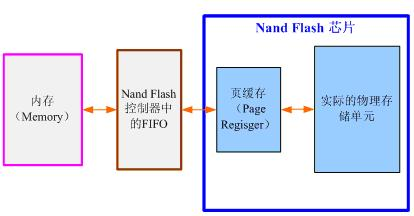 Nand Flash 芯片
内存
（Memory）
Nand Flash
控制器中
的FIFO
页缓存
（Page
Regisger）
实际的物理存
储单元